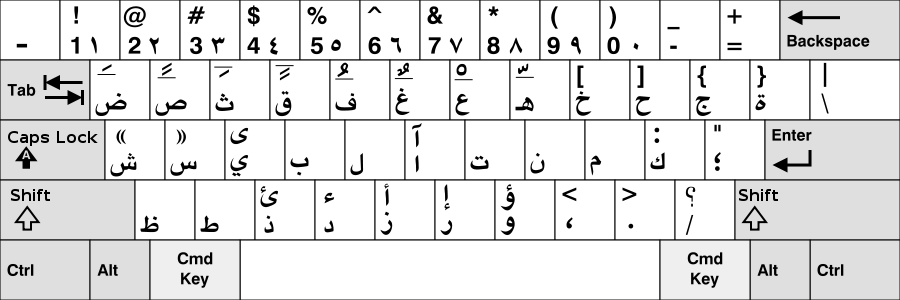 - ! 1 ١ @ 2 ٢ # 3 ٣ $ 4 ٤ % 5 ٥ ^ 6 ٦ & 7 ٧ * 8 ٨ ( 9 ٩ ) 0 ٠ _ - + = Backspace
Tab َ ض ً ص ِ ث ٍ ق ُ ف ٌ غ ْ ع ّ هـ [ خ ] ح { ج } ة | \
Caps Lock A » ش « س ى ي ب ل آ ا ت ن م : ك " ؛ Enter
Shift ظ ط ئ ذ ء د أ ز إ ر ؤ و < ، > . ؟ / Shift
Ctrl Alt Cmd Key Cmd Key Alt Ctrl